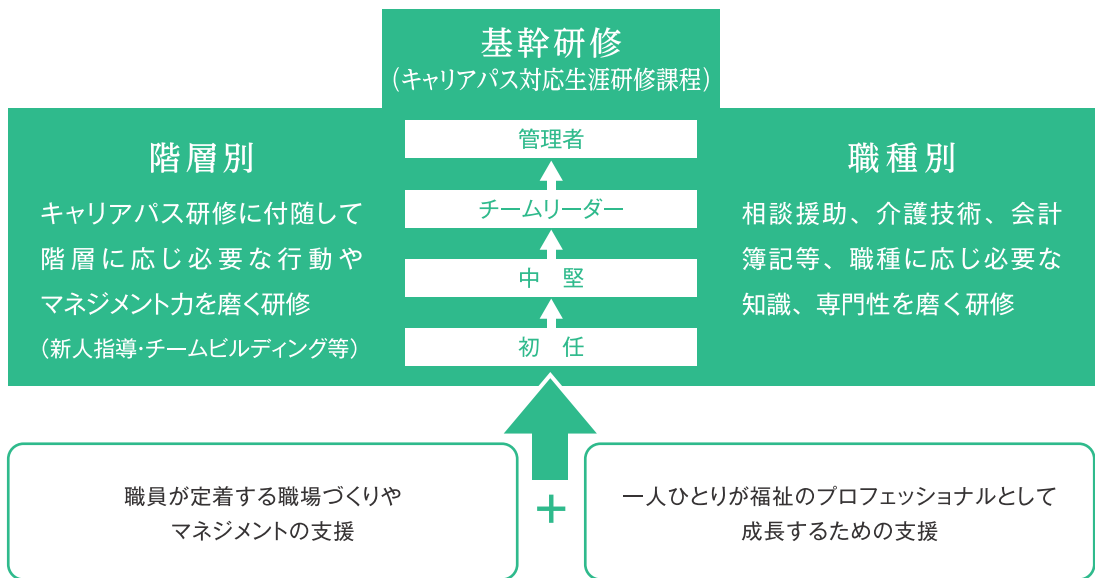 基幹研修
（キャリアパス対応生涯研修課程）
階層別
キャリアパス研修に付随して
階層に応じ必要な行動や
マネジメント力を磨く研修
（新人指導・チームビルディング等）
管理者
チームリーダー
中　堅
初　任
職種別
相談援助、介護技術、会計
簿記等、職種に応じ必要な
知識、専門性を磨く研修
職員が定着する職場づくりや
マネジメントの支援
+
一人ひとりが福祉のプロフェッショナルとして
成長するための支援